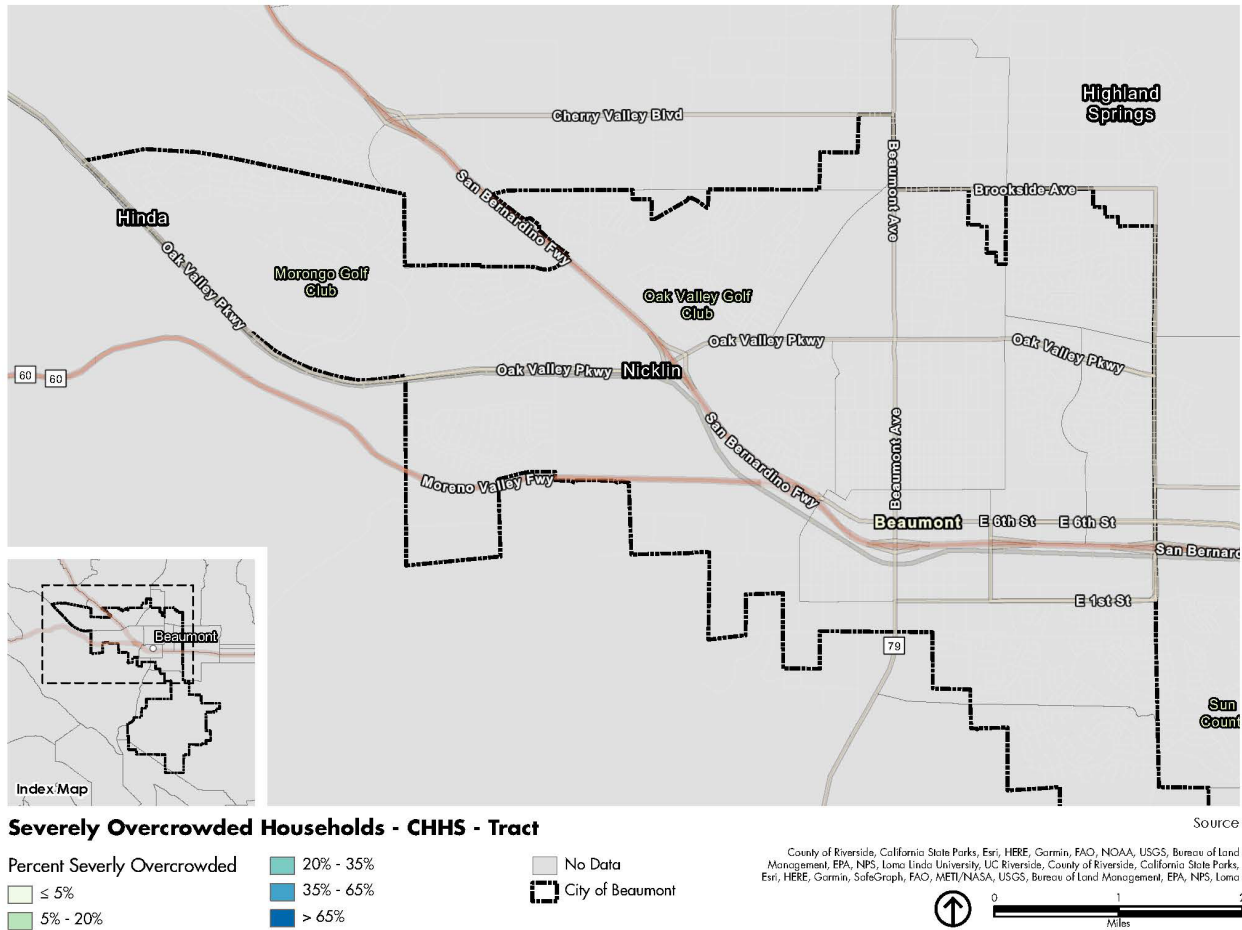 Cherry Valley Blvd
Highland
Springs
Beaumont Ave
Brookside Ave
San Bernardino Fwy
Hinda
Oak Valley Pkwy
Morongo Golf
Club
Oak Valley Golf
Club
Oak Valley Pkwy
Oak Valley Pkwy
60
60
Oak Valley Pkwy
Nicklin
San Bernardino Fwy
Beaumont Ave
Moreno Valley Fwy
Beaumont
E 6th St
E 6th St
San Bernard
E 1st St
79
Sun
Count
Beaumont
Index Map
Severely Overcrowded Households - CHHS - Tract
Source
Percent Severly Overcrowded
≤ 5%
5% - 20%
20% - 35%
35% - 65%
> 65%
No Data
City of Beaumont
County of Riverside, California State Parks, Esri, HERE, Garmin, FAO, NOAA, USGS, Bureau of Land
Management, EPA, NPS, Loma Linda University, UC Riverside, County of Riverside, California State Parks,
Esri, HERE, Garmin, SafeGraph, FAO, METI/NASA, USGS, Bureau of Land Management, EPA, NPS, Loma
0 1 2
Miles